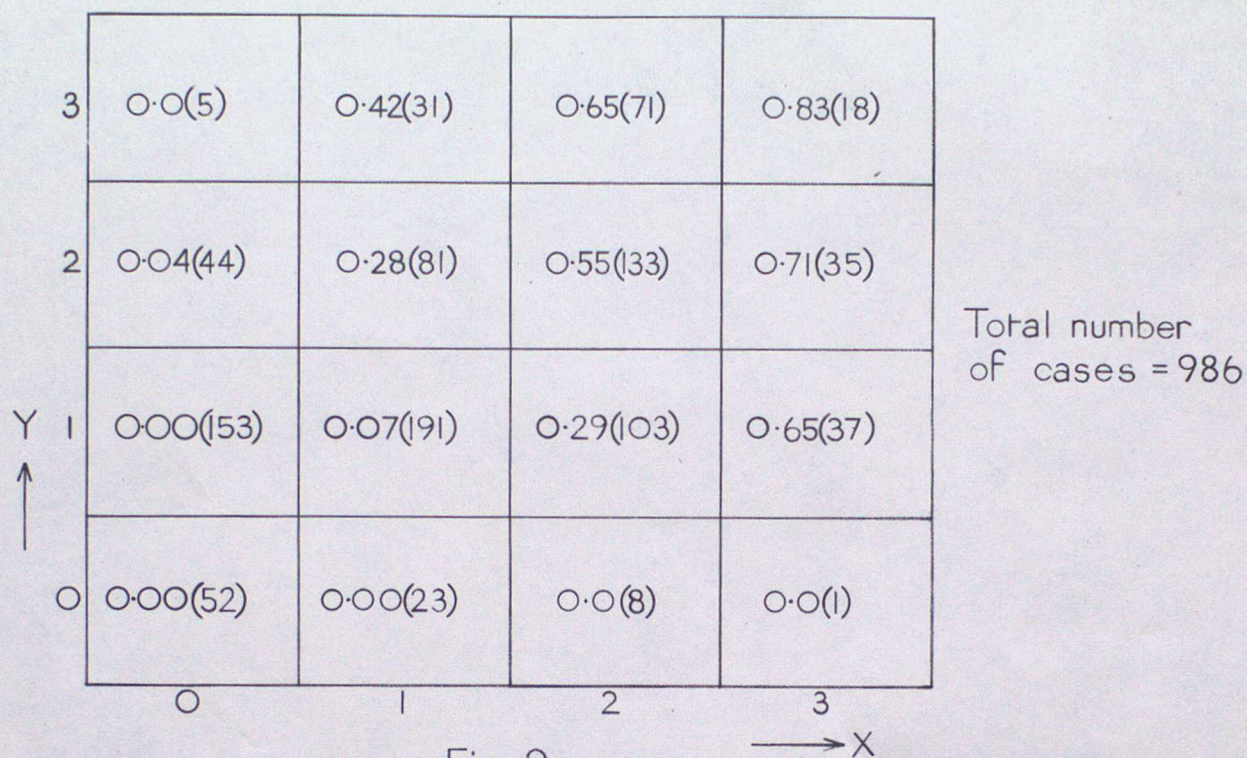 3 0·0(5) 0·42(31) 0·65(71) 0·83(18)
2 0·04(44) 0·28(81) 0·55(133) 0·71(35)
Total number
of cases = 986
Y 1 0·00(153) 0·07(191) 0·29(103) 0·65(37)
0 0·00(52) 0·00(23) 0·0(8) 0·0(1)
0 1 2 3
X